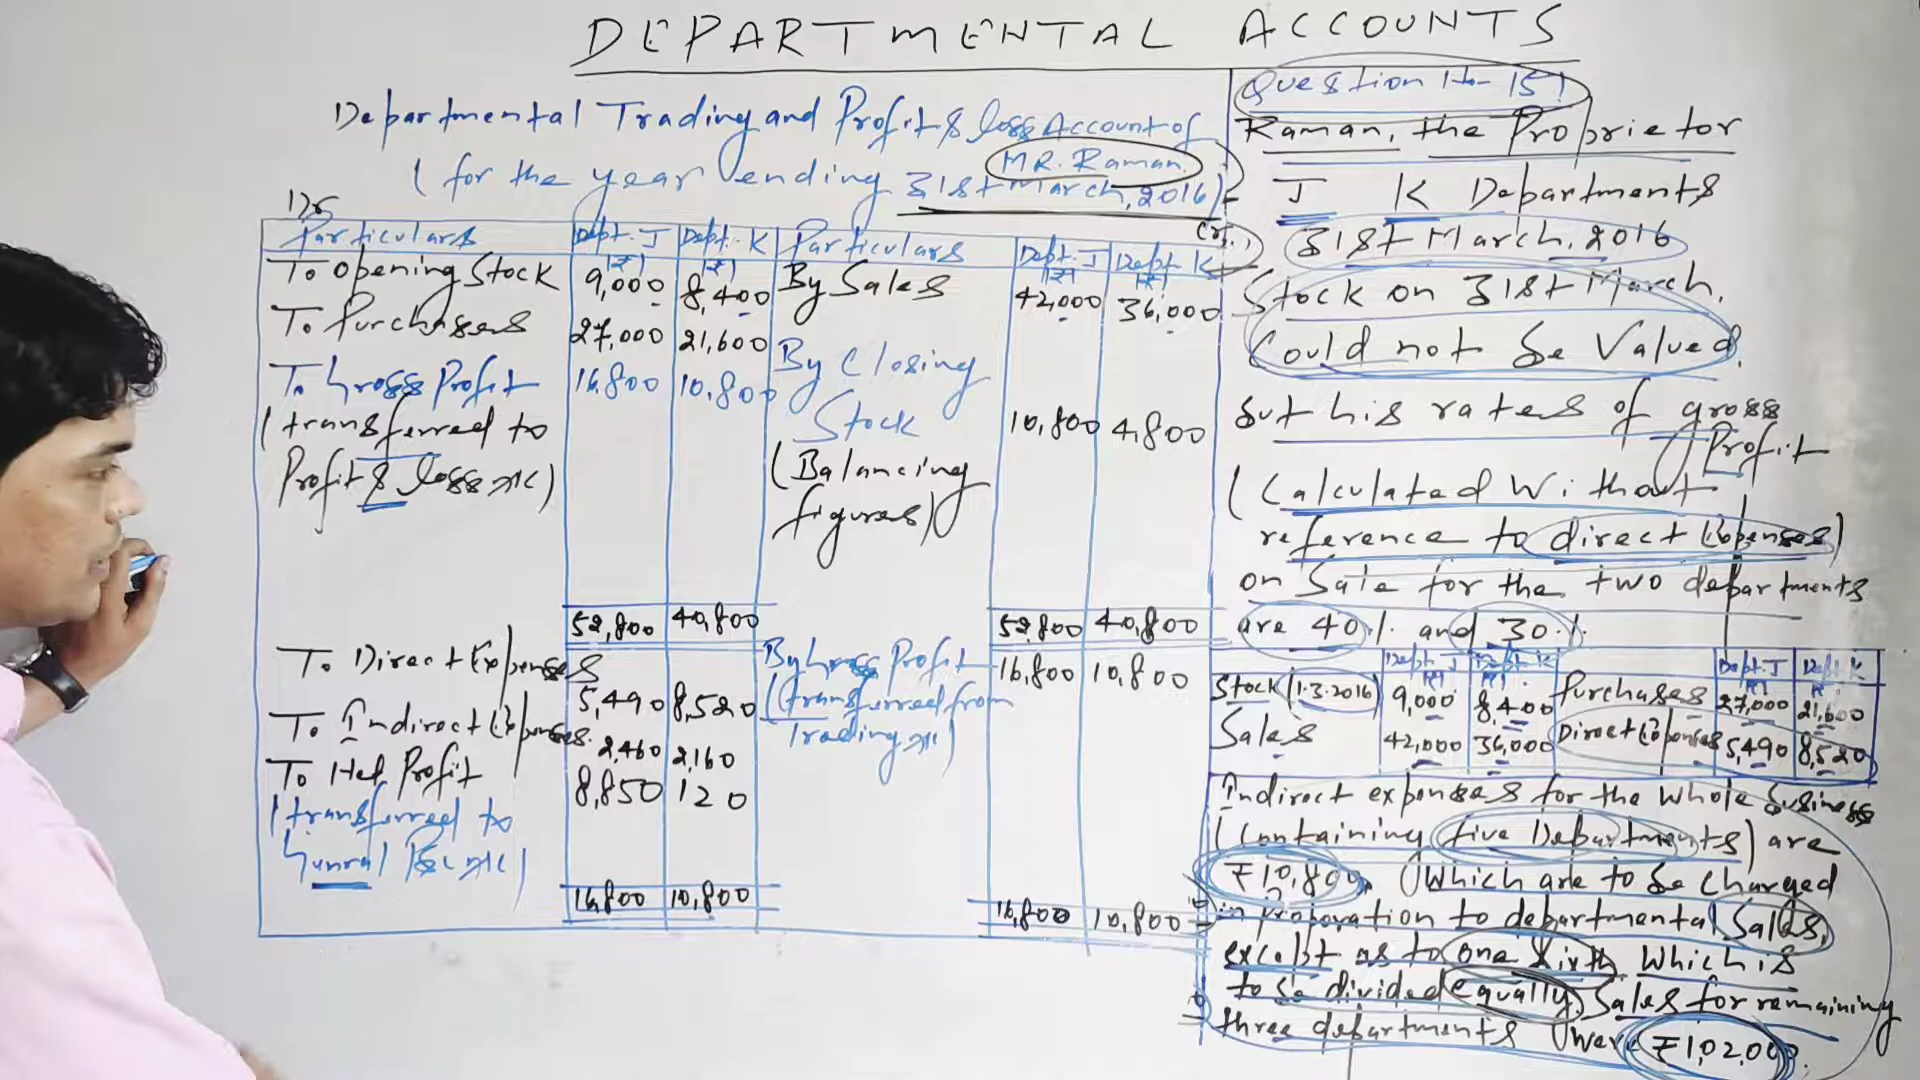 DEPARTMENTAL ACCOUNTS
Departmental Trading and Profit & loss Account of
MR. Raman
(for the year ending 31st March, 2016)
Dr Cr.
Particulars Dept. J (₹) Dept. K (₹) Particulars Dept. J (₹) Dept. K (₹)
To Opening Stock 9,000 8,400 By Sales 42,000 36,000
To Purchases 27,000 21,600 By Closing
To Gross Profit 16,800 10,800 Stock 10,800 4,800
(transferred to (Balancing
Profit & loss A/c) figures)
52,800 40,800 52,800 40,800
To Direct Expenses 5,490 8,520 By Gross Profit 16,800 10,800
To Indirect Expenses 2,460 2,160 (transferred from
To Net Profit 8,850 120 Trading A/c)
(transferred to
16,800 10,800 16,800 10,800
Question No- 15!
Raman, the Proprietor
J K Departments
31st March, 2016
Stock on 31st March.
Could not be Valued.
but his rates of gross
Profit
(Calculated Without
reference to direct Expenses)
on Sale for the two departments
are 40%. and 30%.
Dept. J (₹) Dept. K (₹) Dept. J (₹) Dept. K ₹
Stock (1.3.2016) 9,000 8,400 Purchases 27,000 21,600
Sales 42,000 36,000 Direct Expenses 5,490 8,520
Indirect expenses for the whole business
(Containing five Departments) are
₹10,800. Which are to be charged
in proporation to departmental Sales,
except as to one sixth Which is
to be divided equally. Sales for remaining
three departments were ₹1,02,000.